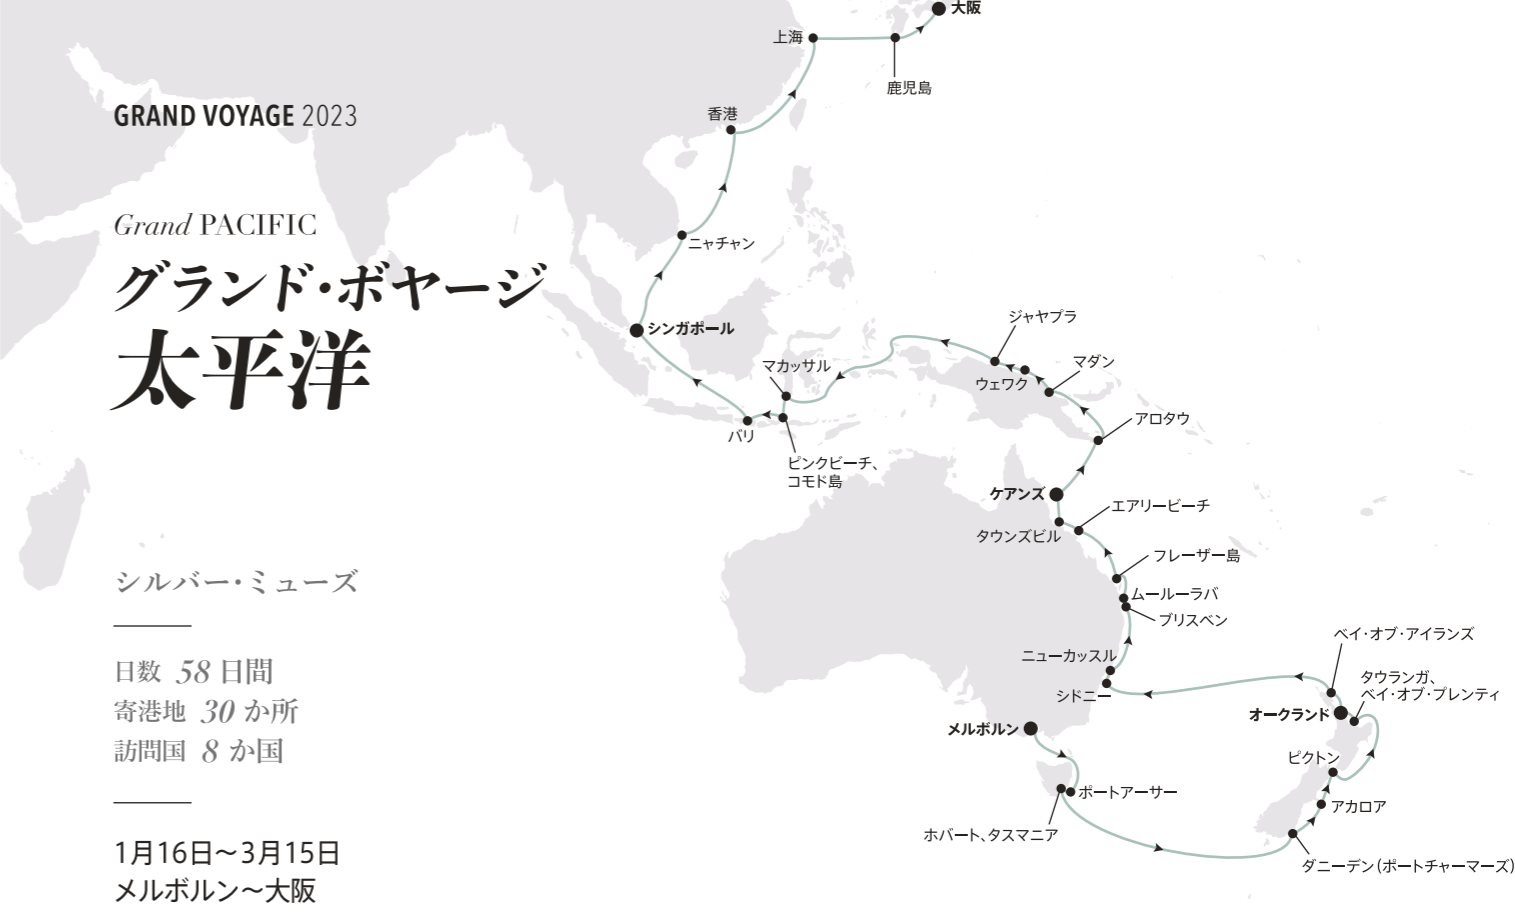 GRAND VOYAGE 2023
Grand PACIFIC
グランド・ボヤージ
太平洋
シルバー・ミューズ
日数 58 日間
寄港地 30 か所
訪問国 8 か国
1月16日～3月15日
メルボルン～大阪
大阪
上海
鹿児島
香港
ニャチャン
シンガポール
ジャヤプラ
マカッサル
マダン
ウェワク
アロタウ
バリ
ピンクビーチ、
コモド島
ケアンズ
エアリービーチ
タウンズビル
フレーザー島
ムールーラバ
ブリスベン
ニューカッスル
シドニー
ベイ・オブ・アイランズ
タウランガ、
ベイ・オブ・プレンティ
オークランド
メルボルン
ピクトン
ポートアーサー
アカロア
ホバート、タスマニア
ダニーデン(ポートチャーマーズ)